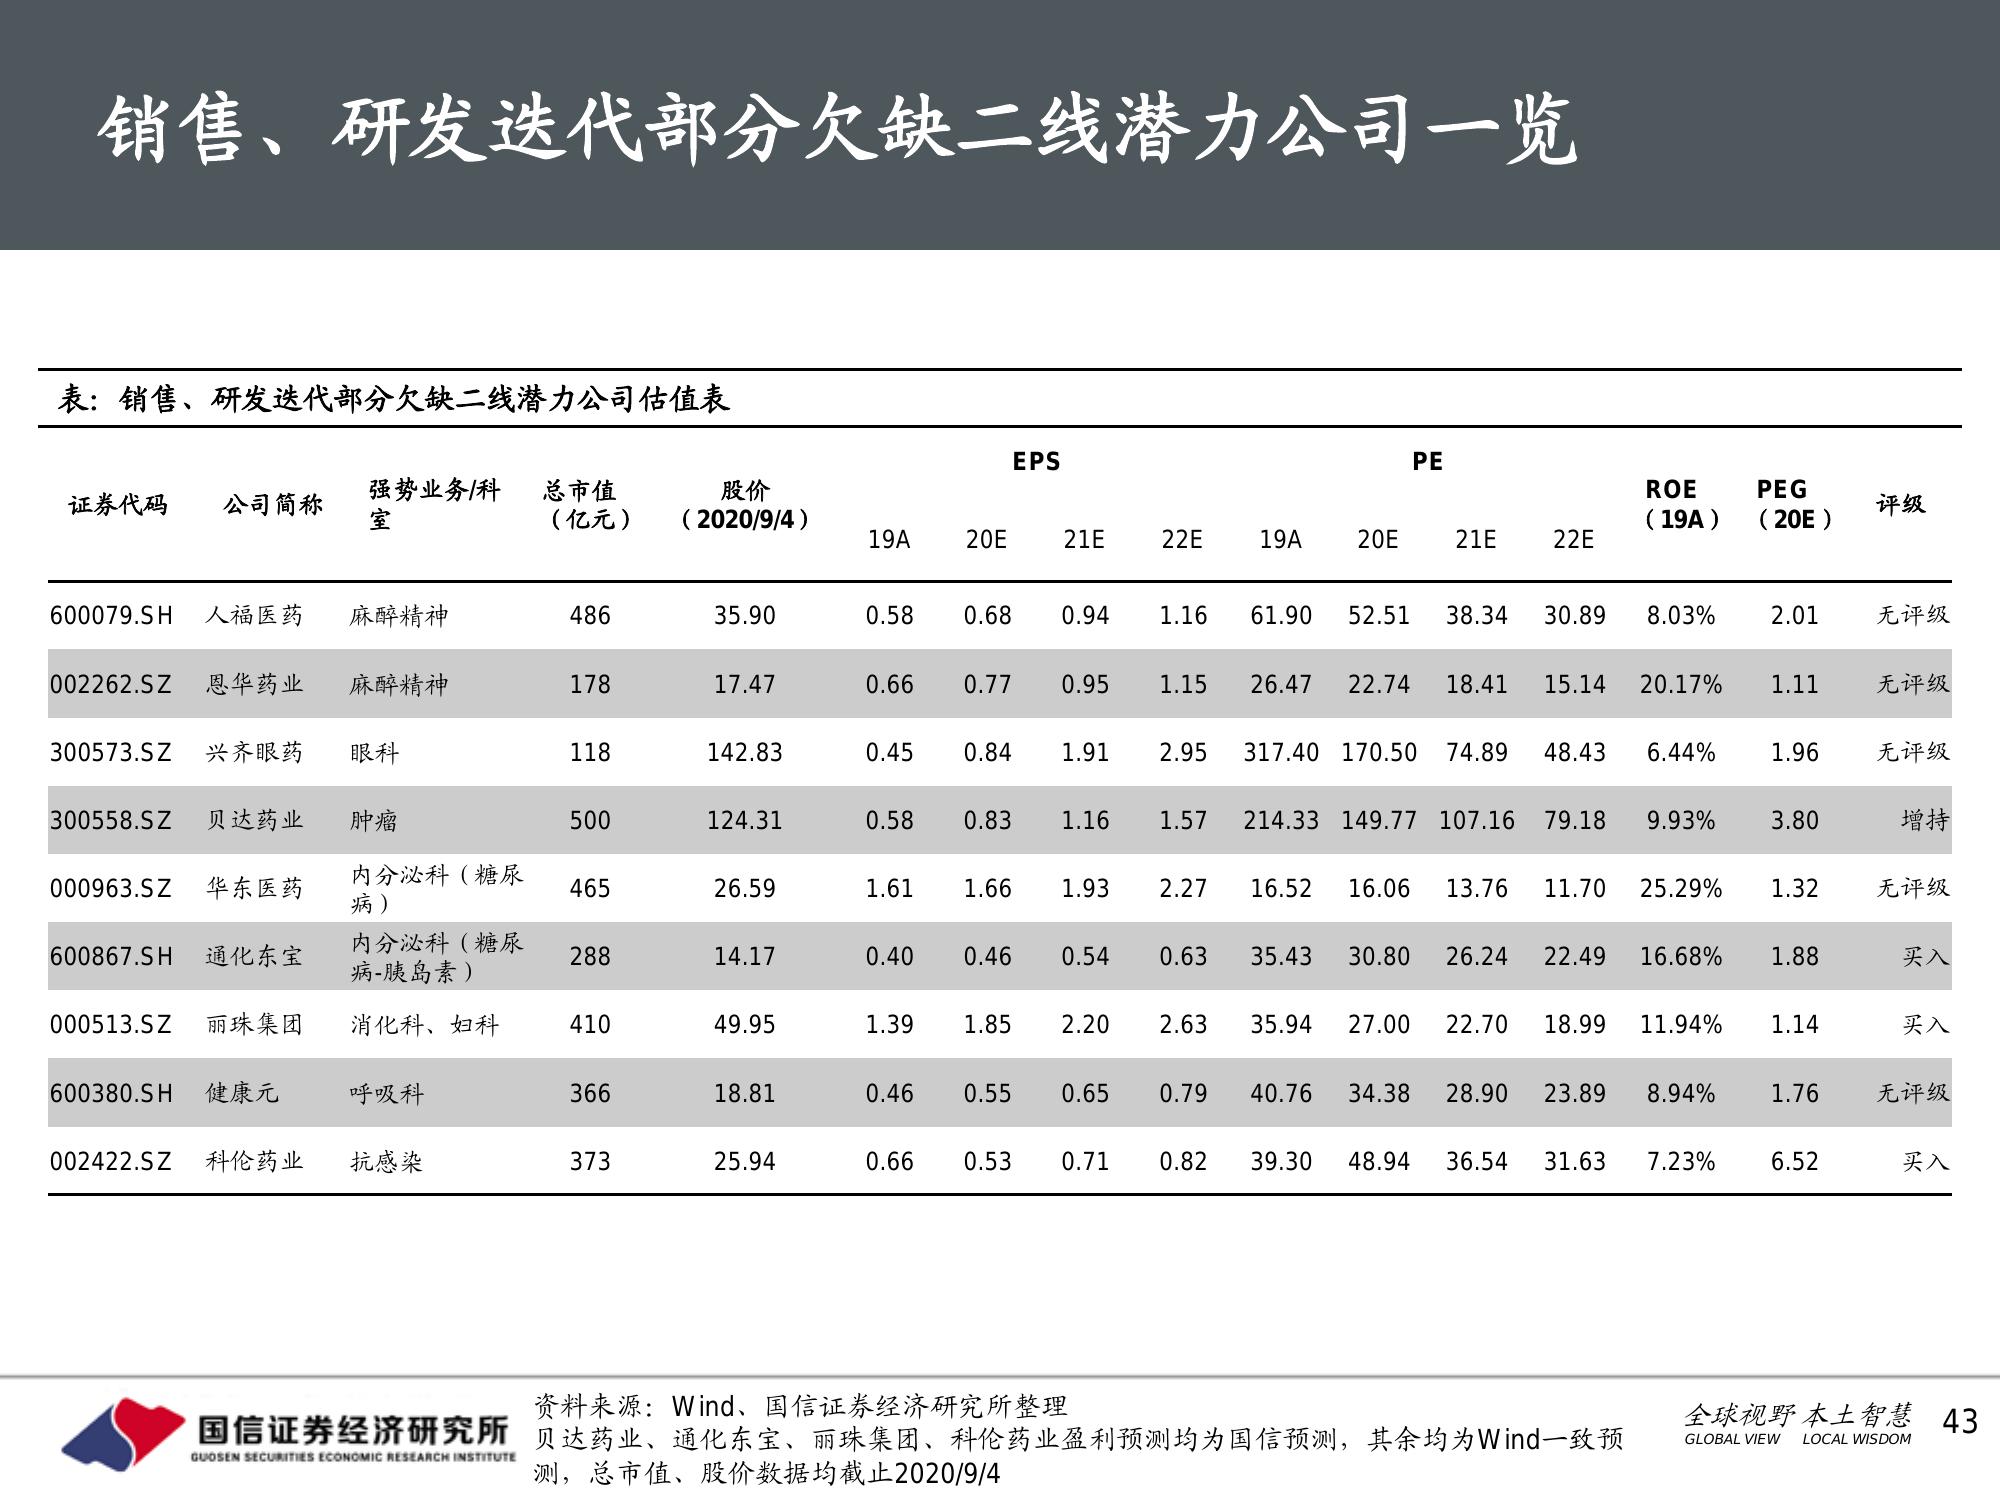 销售、研发迭代部分欠缺二线潜力公司一览
表：销售、研发迭代部分欠缺二线潜力公司估值表
证券代码 公司简称 强势业务/科室 总市值（亿元） 股价（2020/9/4） EPS PE ROE（19A） PEG（20E） 评级
19A 20E 21E 22E 19A 20E 21E 22E
600079.SH 人福医药 麻醉精神 486 35.90 0.58 0.68 0.94 1.16 61.90 52.51 38.34 30.89 8.03% 2.01 无评级
002262.SZ 恩华药业 麻醉精神 178 17.47 0.66 0.77 0.95 1.15 26.47 22.74 18.41 15.14 20.17% 1.11 无评级
300573.SZ 兴齐眼药 眼科 118 142.83 0.45 0.84 1.91 2.95 317.40 170.50 74.89 48.43 6.44% 1.96 无评级
300558.SZ 贝达药业 肿瘤 500 124.31 0.58 0.83 1.16 1.57 214.33 149.77 107.16 79.18 9.93% 3.80 增持
000963.SZ 华东医药 内分泌科（糖尿病） 465 26.59 1.61 1.66 1.93 2.27 16.52 16.06 13.76 11.70 25.29% 1.32 无评级
600867.SH 通化东宝 内分泌科（糖尿病-胰岛素） 288 14.17 0.40 0.46 0.54 0.63 35.43 30.80 26.24 22.49 16.68% 1.88 买入
000513.SZ 丽珠集团 消化科、妇科 410 49.95 1.39 1.85 2.20 2.63 35.94 27.00 22.70 18.99 11.94% 1.14 买入
600380.SH 健康元 呼吸科 366 18.81 0.46 0.55 0.65 0.79 40.76 34.38 28.90 23.89 8.94% 1.76 无评级
002422.SZ 科伦药业 抗感染 373 25.94 0.66 0.53 0.71 0.82 39.30 48.94 36.54 31.63 7.23% 6.52 买入
国信证券经济研究所
GUOSEN SECURITIES ECONOMIC RESEARCH INSTITUTE
资料来源：Wind、国信证券经济研究所整理
贝达药业、通化东宝、丽珠集团、科伦药业盈利预测均为国信预测，其余均为Wind一致预
测，总市值、股价数据均截止2020/9/4
全球视野 本土智慧
GLOBAL VIEW LOCAL WISDOM
43